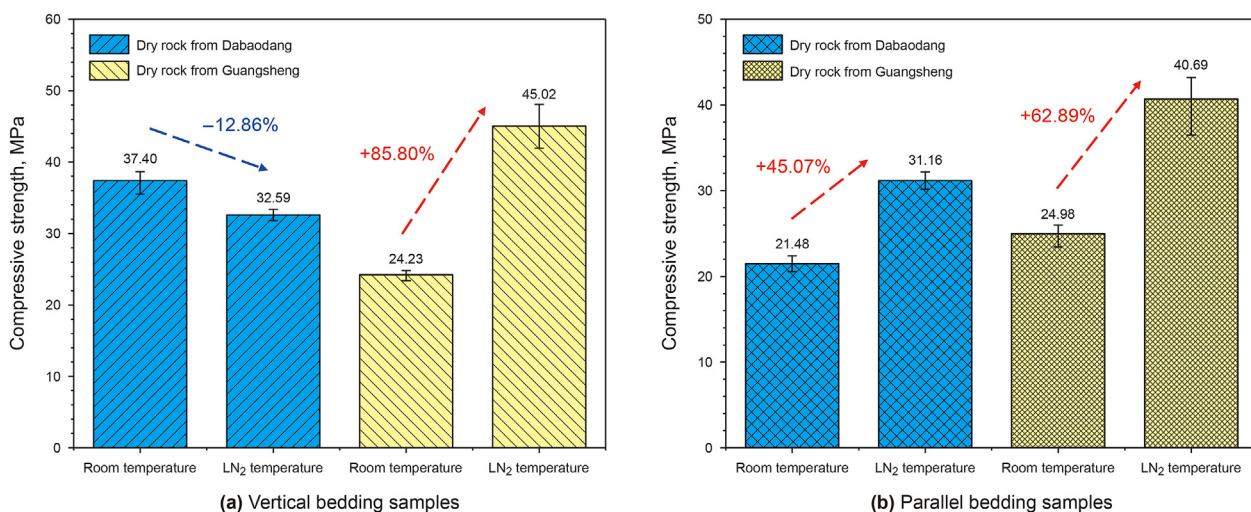 60
50
40
30
20
10
0
Compressive strength, MPa
Dry rock from Dabaodang
Dry rock from Guangsheng
37.40
–12.86%
32.59
24.23
+85.80%
45.02
Room temperature
LN2 temperature
Room temperature
LN2 temperature
(a) Vertical bedding samples
50
40
30
20
10
0
Compressive strength, MPa
Dry rock from Dabaodang
Dry rock from Guangsheng
21.48
+45.07%
31.16
24.98
+62.89%
40.69
Room temperature
LN2 temperature
Room temperature
LN2 temperature
(b) Parallel bedding samples